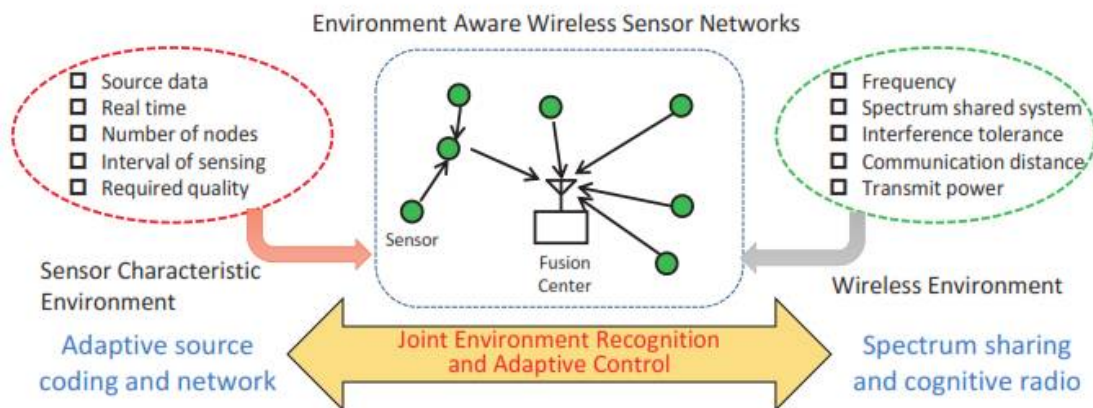 Environment Aware Wireless Sensor Networks
Source data
Real time
Number of nodes
Interval of sensing
Required quality
Sensor Characteristic
Environment
Adaptive source
coding and network
Sensor
Fusion
Center
Joint Environment Recognition
and Adaptive Control
Frequency
Spectrum shared system
Interference tolerance
Communication distance
Transmit power
Wireless Environment
Spectrum sharing
and cognitive radio